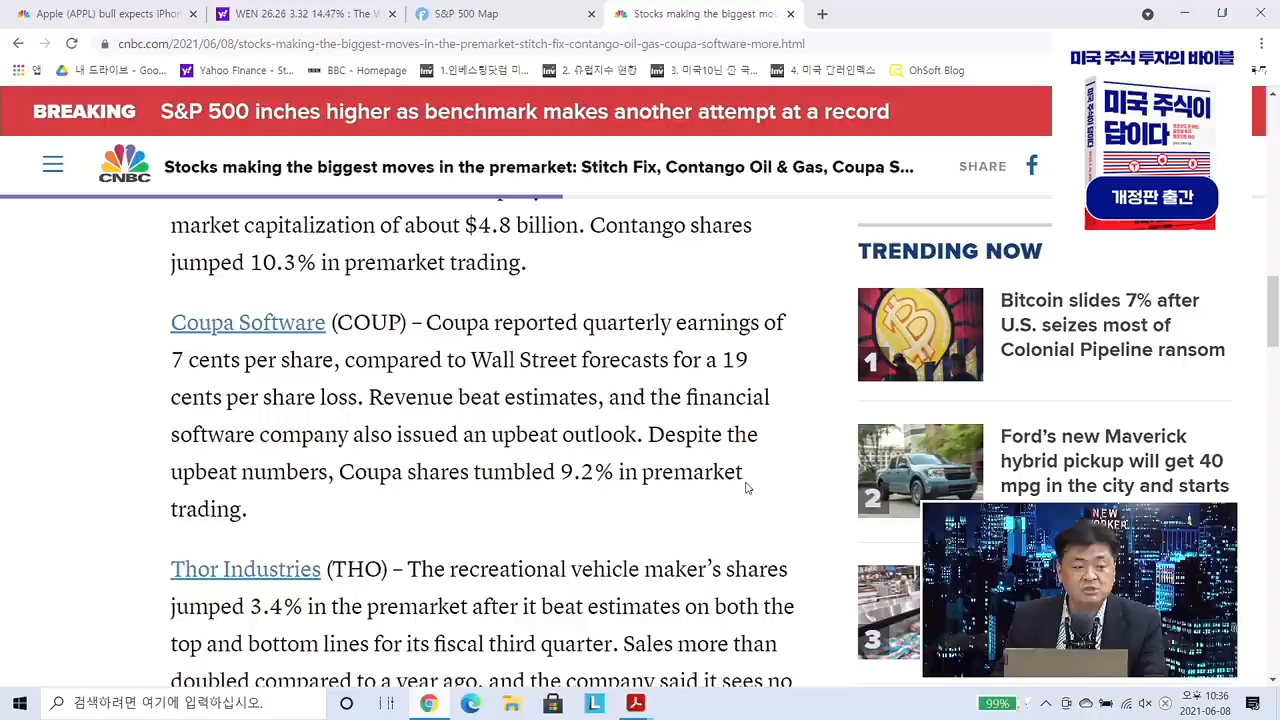 Apple (APPL) bull expects iPhon
WEN 26.26 3.32 14.47% : The W
S&P 500 Map
Stocks making the biggest mov
cnbc.com/2021/06/08/stocks-making-the-biggest-moves-in-the-premarket-stitch-fix-contango-oil-gas-coupa-software-more.html
앱
내 드라이브 - Goo...
Yahoo Finance - St...
BBC - Homepage
1.인베스팅닷컴 미...
2. 유럽지수 현황
3. 미국10년 만 국...
4. 미국 달러인덱스
OhSoft Blog
미국 주식 투자의 바이블
미국 주식이
답이다
개정판 출간
BREAKING
S&P 500 inches higher as benchmark makes another attempt at a record
CNBC
Stocks making the biggest moves in the premarket: Stitch Fix, Contango Oil & Gas, Coupa S...
SHARE
market capitalization of about $4.8 billion. Contango shares
jumped 10.3% in premarket trading.
Coupa Software (COUP) – Coupa reported quarterly earnings of
7 cents per share, compared to Wall Street forecasts for a 19
cents per share loss. Revenue beat estimates, and the financial
software company also issued an upbeat outlook. Despite the
upbeat numbers, Coupa shares tumbled 9.2% in premarket
trading.
Thor Industries (THO) – The recreational vehicle maker's shares
jumped 3.4% in the premarket after it beat estimates on both the
top and bottom lines for its fiscal third quarter. Sales more than
doubled compared to a year ago and the company said it sees no
TRENDING NOW
1
Bitcoin slides 7% after
U.S. seizes most of
Colonial Pipeline ransom
2
Ford's new Maverick
hybrid pickup will get 40
mpg in the city and starts
3
NEW
검색하려면 여기에 입력하십시오.
99%
오후 10:36
2021-06-08